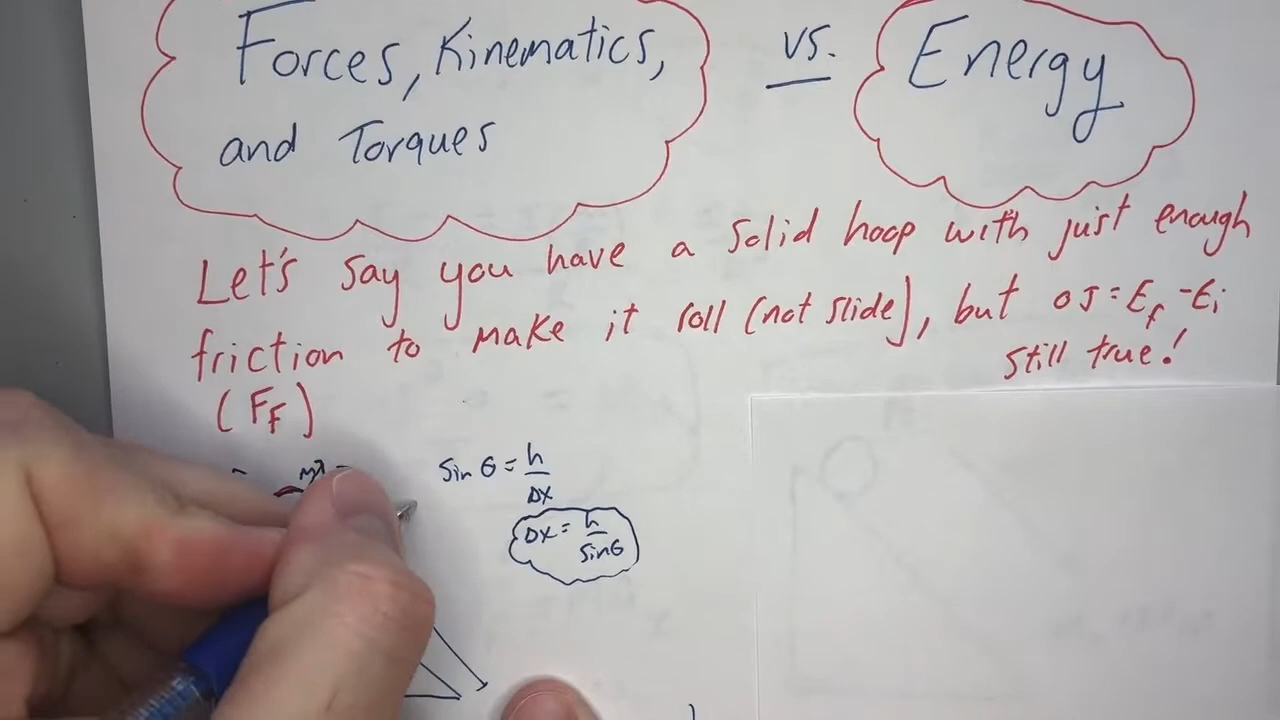 Forces, Kinematics,
and Torques
vs.
Energy
Let's say you have a solid hoop with just enough
friction to make it roll (not slide), but 0J = Ef - Ei
still true!
(FF)
Sin θ = h
Δx
Δx = h
sinθ